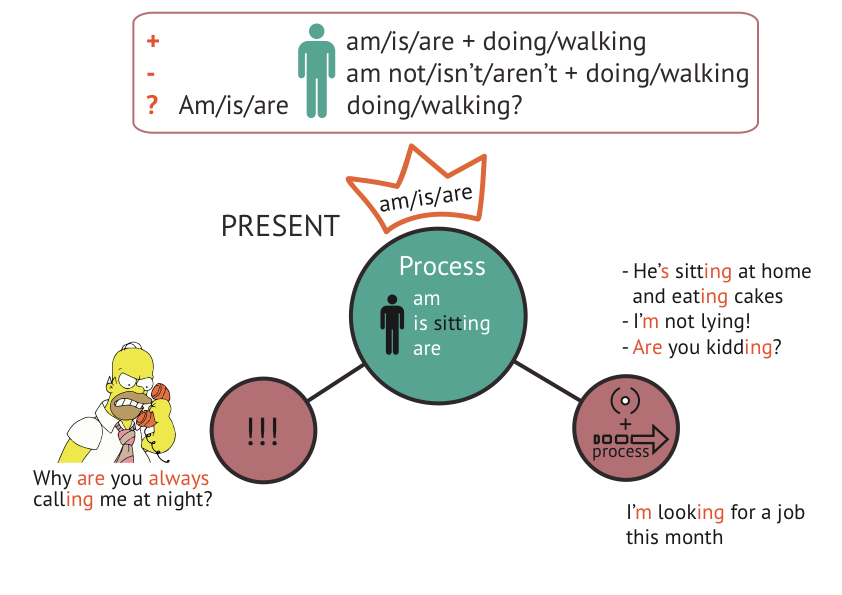 + am/is/are + doing/walking
- am not/isn't/aren't + doing/walking
? Am/is/are doing/walking?
am/is/are
PRESENT
Process
am
is sitting
are
- He's sitting at home
and eating cakes
- I'm not lying!
- Are you kidding?
!!!
(•)
+
process
Why are you always
calling me at night?
I'm looking for a job
this month